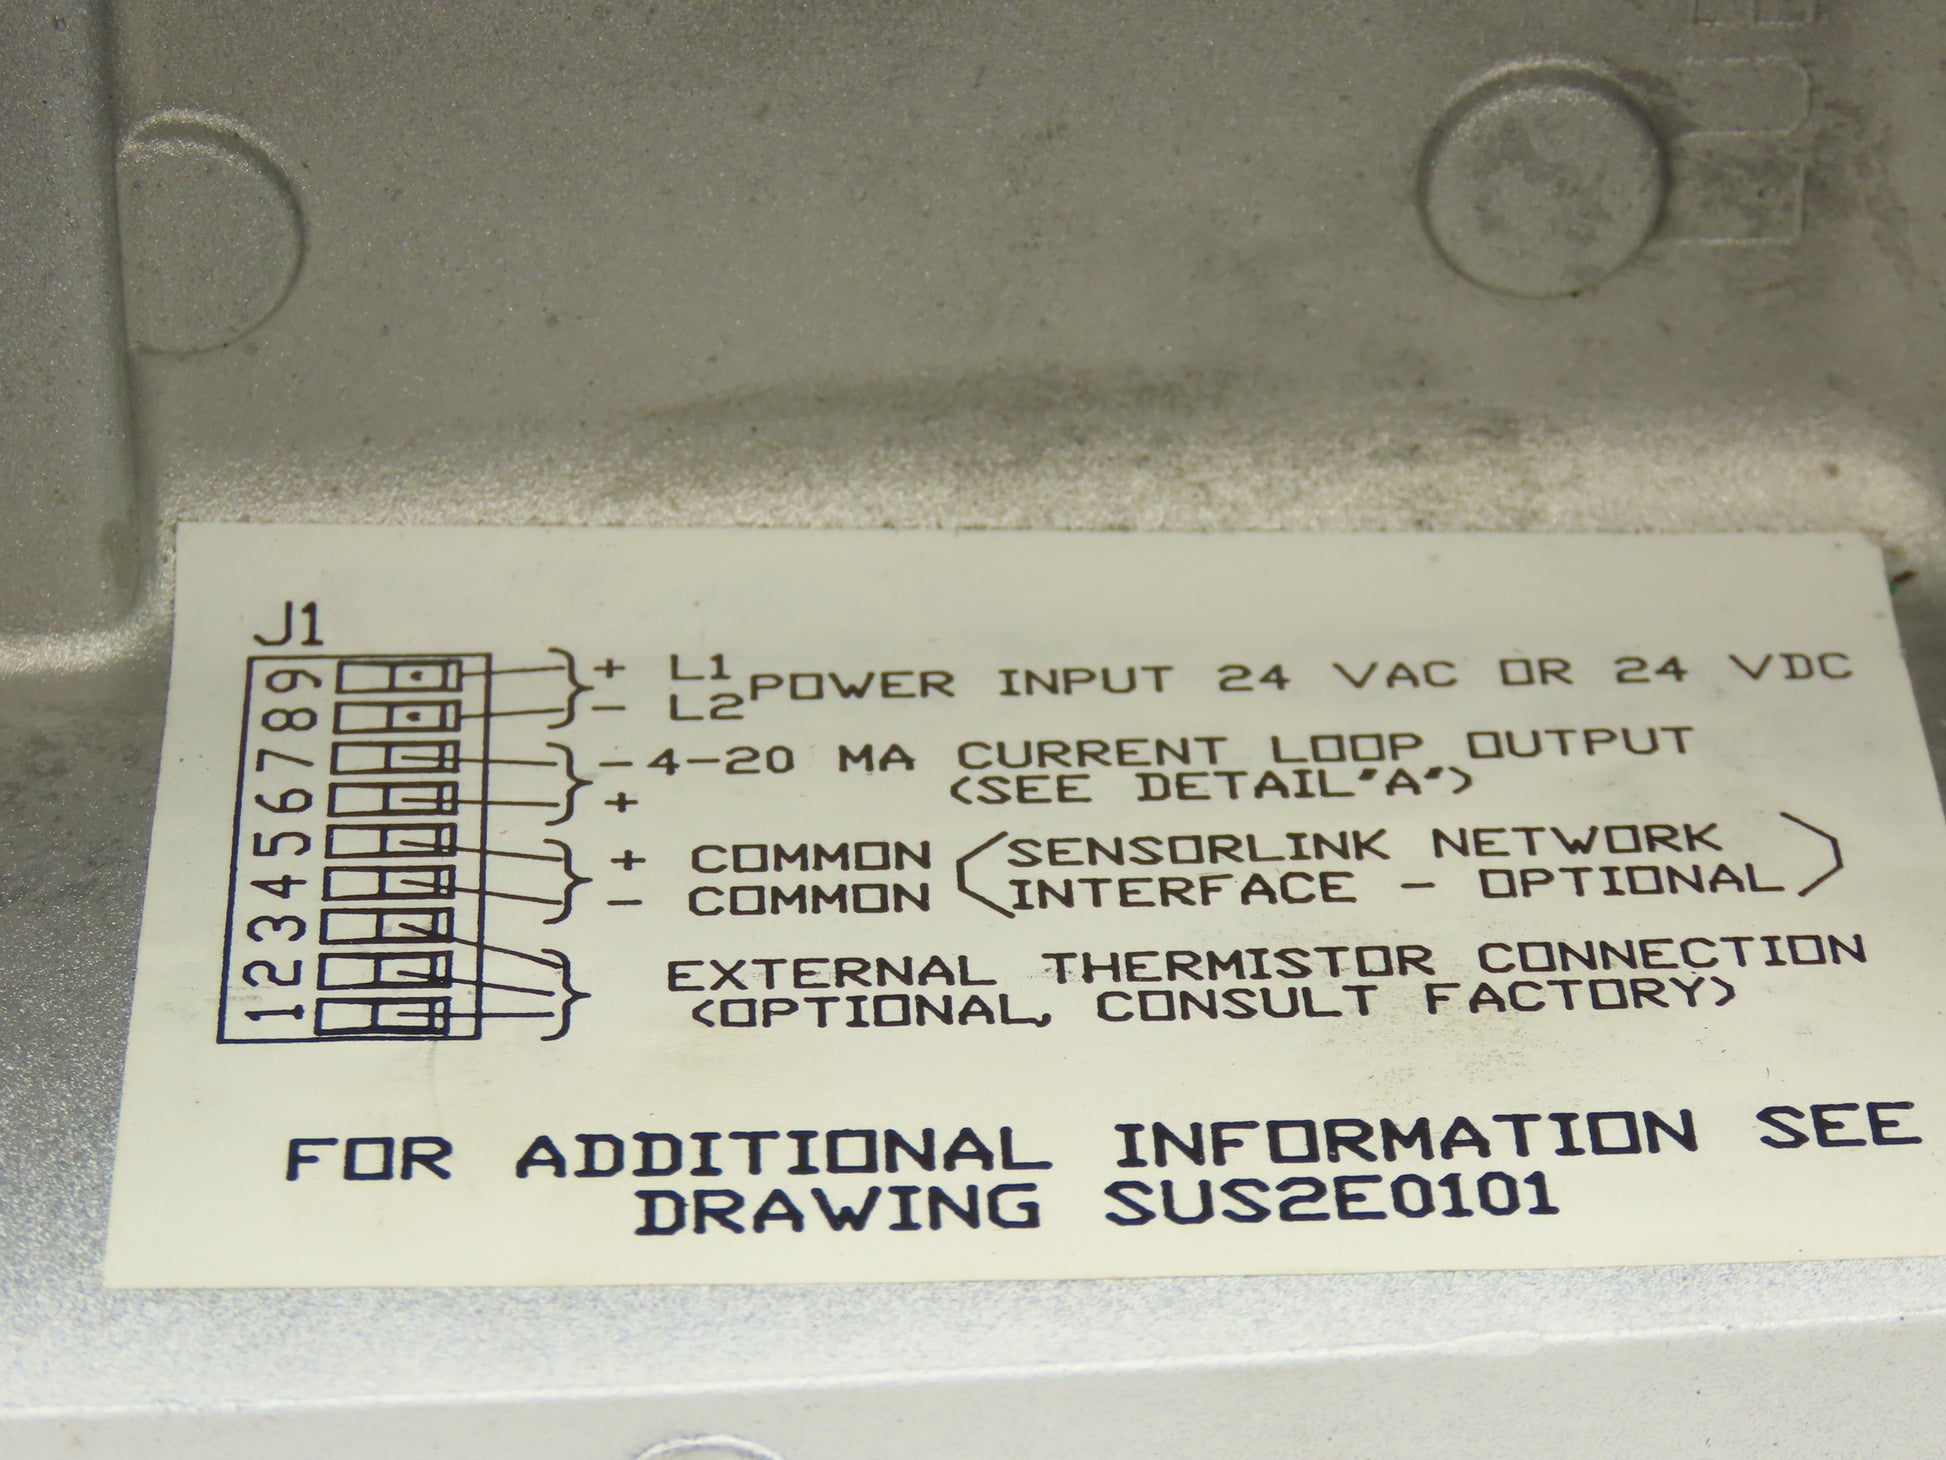 J1
9 + L1 POWER INPUT 24 VAC OR 24 VDC
8 - L2
7 -4-20 MA CURRENT LOOP OUTPUT
(SEE DETAIL"A")
6 +
5 + COMMON (SENSORLINK NETWORK
4 - COMMON INTERFACE - OPTIONAL)
3
2 EXTERNAL THERMISTOR CONNECTION
1 (OPTIONAL, CONSULT FACTORY)
FOR ADDITIONAL INFORMATION SEE
DRAWING SUS2E0101